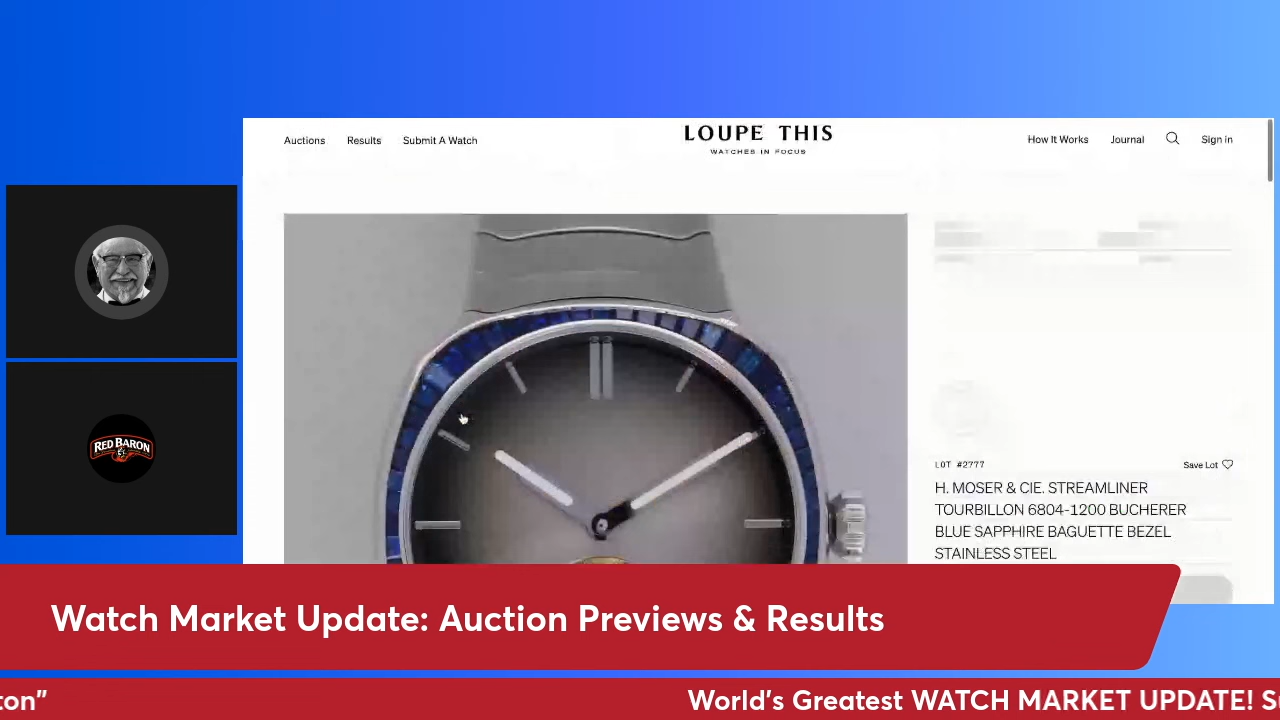 Auctions Results Submit A Watch
LOUPE THIS
WATCHES IN FOCUS
How It Works Journal Sign in
RED BARON
LOT #2777
Save Lot
H. MOSER & CIE. STREAMLINER
TOURBILLON 6804-1200 BUCHERER
BLUE SAPPHIRE BAGUETTE BEZEL
STAINLESS STEEL
Watch Market Update: Auction Previews & Results
ton” World's Greatest WATCH MARKET UPDATE!